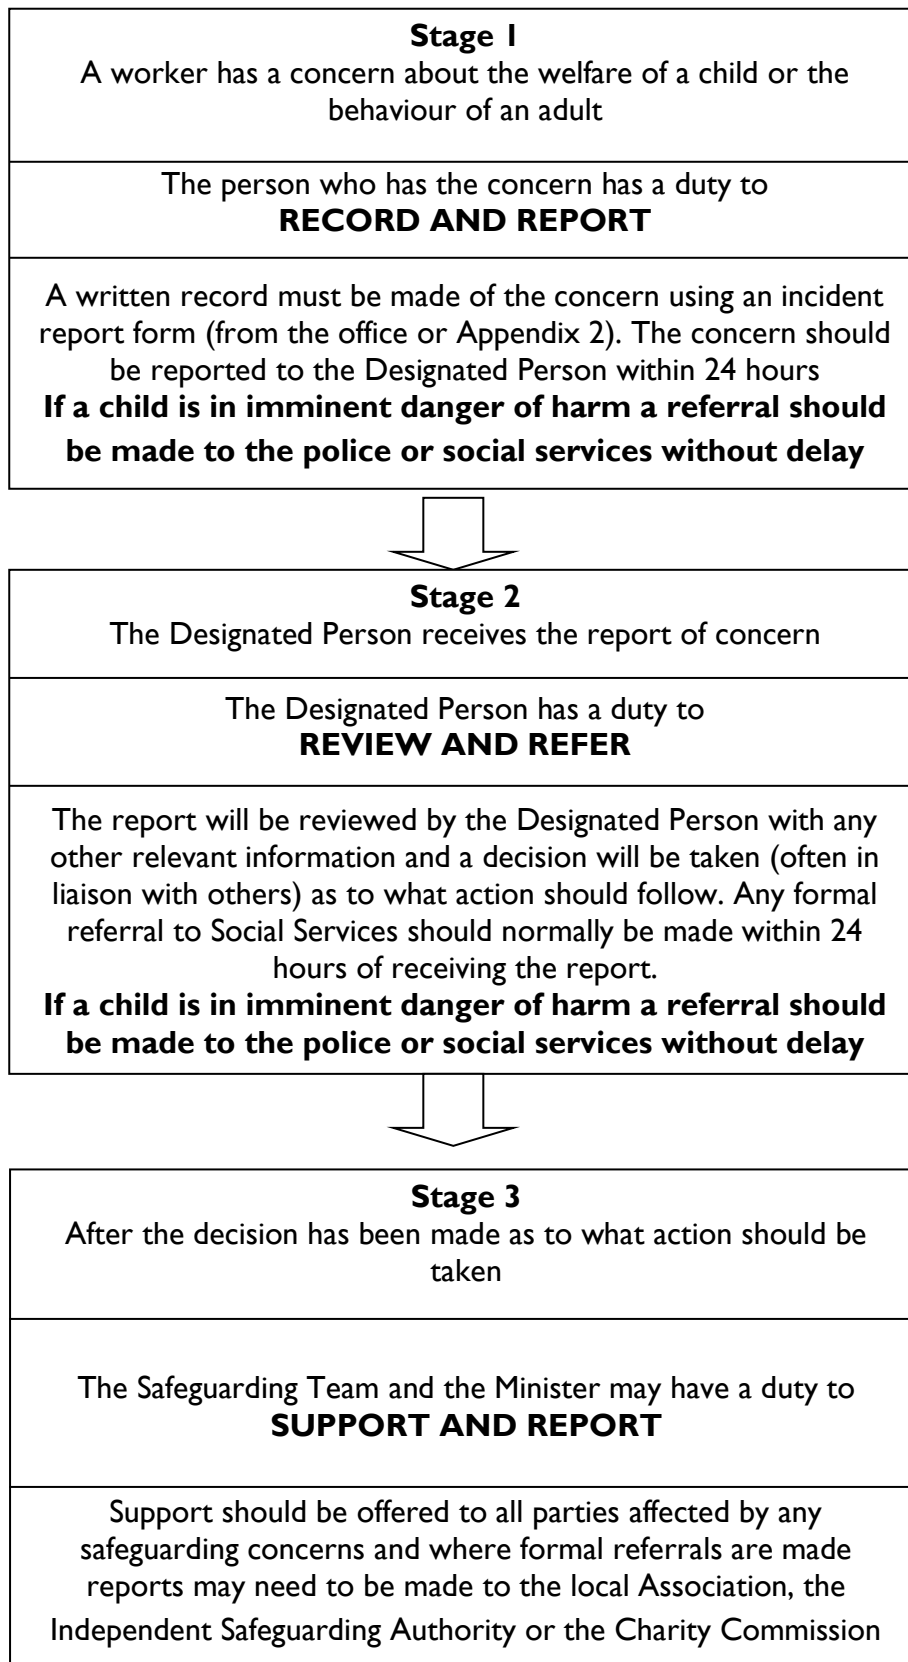 Stage 1
A worker has a concern about the welfare of a child or the
behaviour of an adult
The person who has the concern has a duty to
RECORD AND REPORT
A written record must be made of the concern using an incident
report form (from the office or Appendix 2). The concern should
be reported to the Designated Person within 24 hours
If a child is in imminent danger of harm a referral should
be made to the police or social services without delay
Stage 2
The Designated Person receives the report of concern
The Designated Person has a duty to
REVIEW AND REFER
The report will be reviewed by the Designated Person with any
other relevant information and a decision will be taken (often in
liaison with others) as to what action should follow. Any formal
referral to Social Services should normally be made within 24
hours of receiving the report.
If a child is in imminent danger of harm a referral should
be made to the police or social services without delay
Stage 3
After the decision has been made as to what action should be
taken
The Safeguarding Team and the Minister may have a duty to
SUPPORT AND REPORT
Support should be offered to all parties affected by any
safeguarding concerns and where formal referrals are made
reports may need to be made to the local Association, the
Independent Safeguarding Authority or the Charity Commission